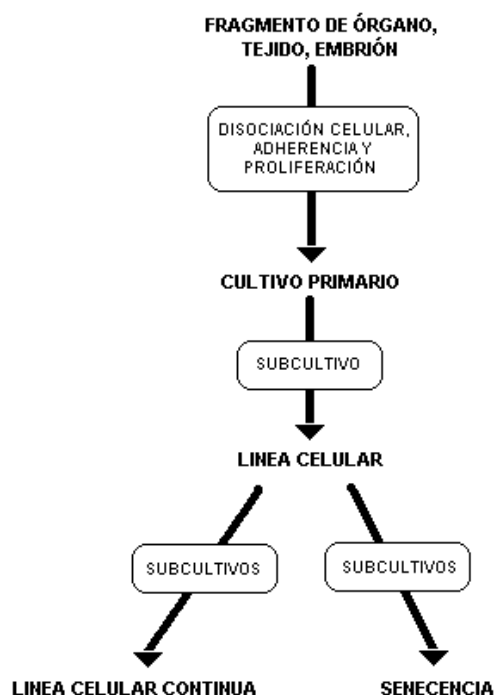 FRAGMENTO DE ÓRGANO,
TEJIDO, EMBRIÓN
DISOCIACIÓN CELULAR,
ADHERENCIA Y
PROLIFERACIÓN
CULTIVO PRIMARIO
SUBCULTIVO
LINEA CELULAR
SUBCULTIVOS
SUBCULTIVOS
LINEA CELULAR CONTINUA
SENECENCIA